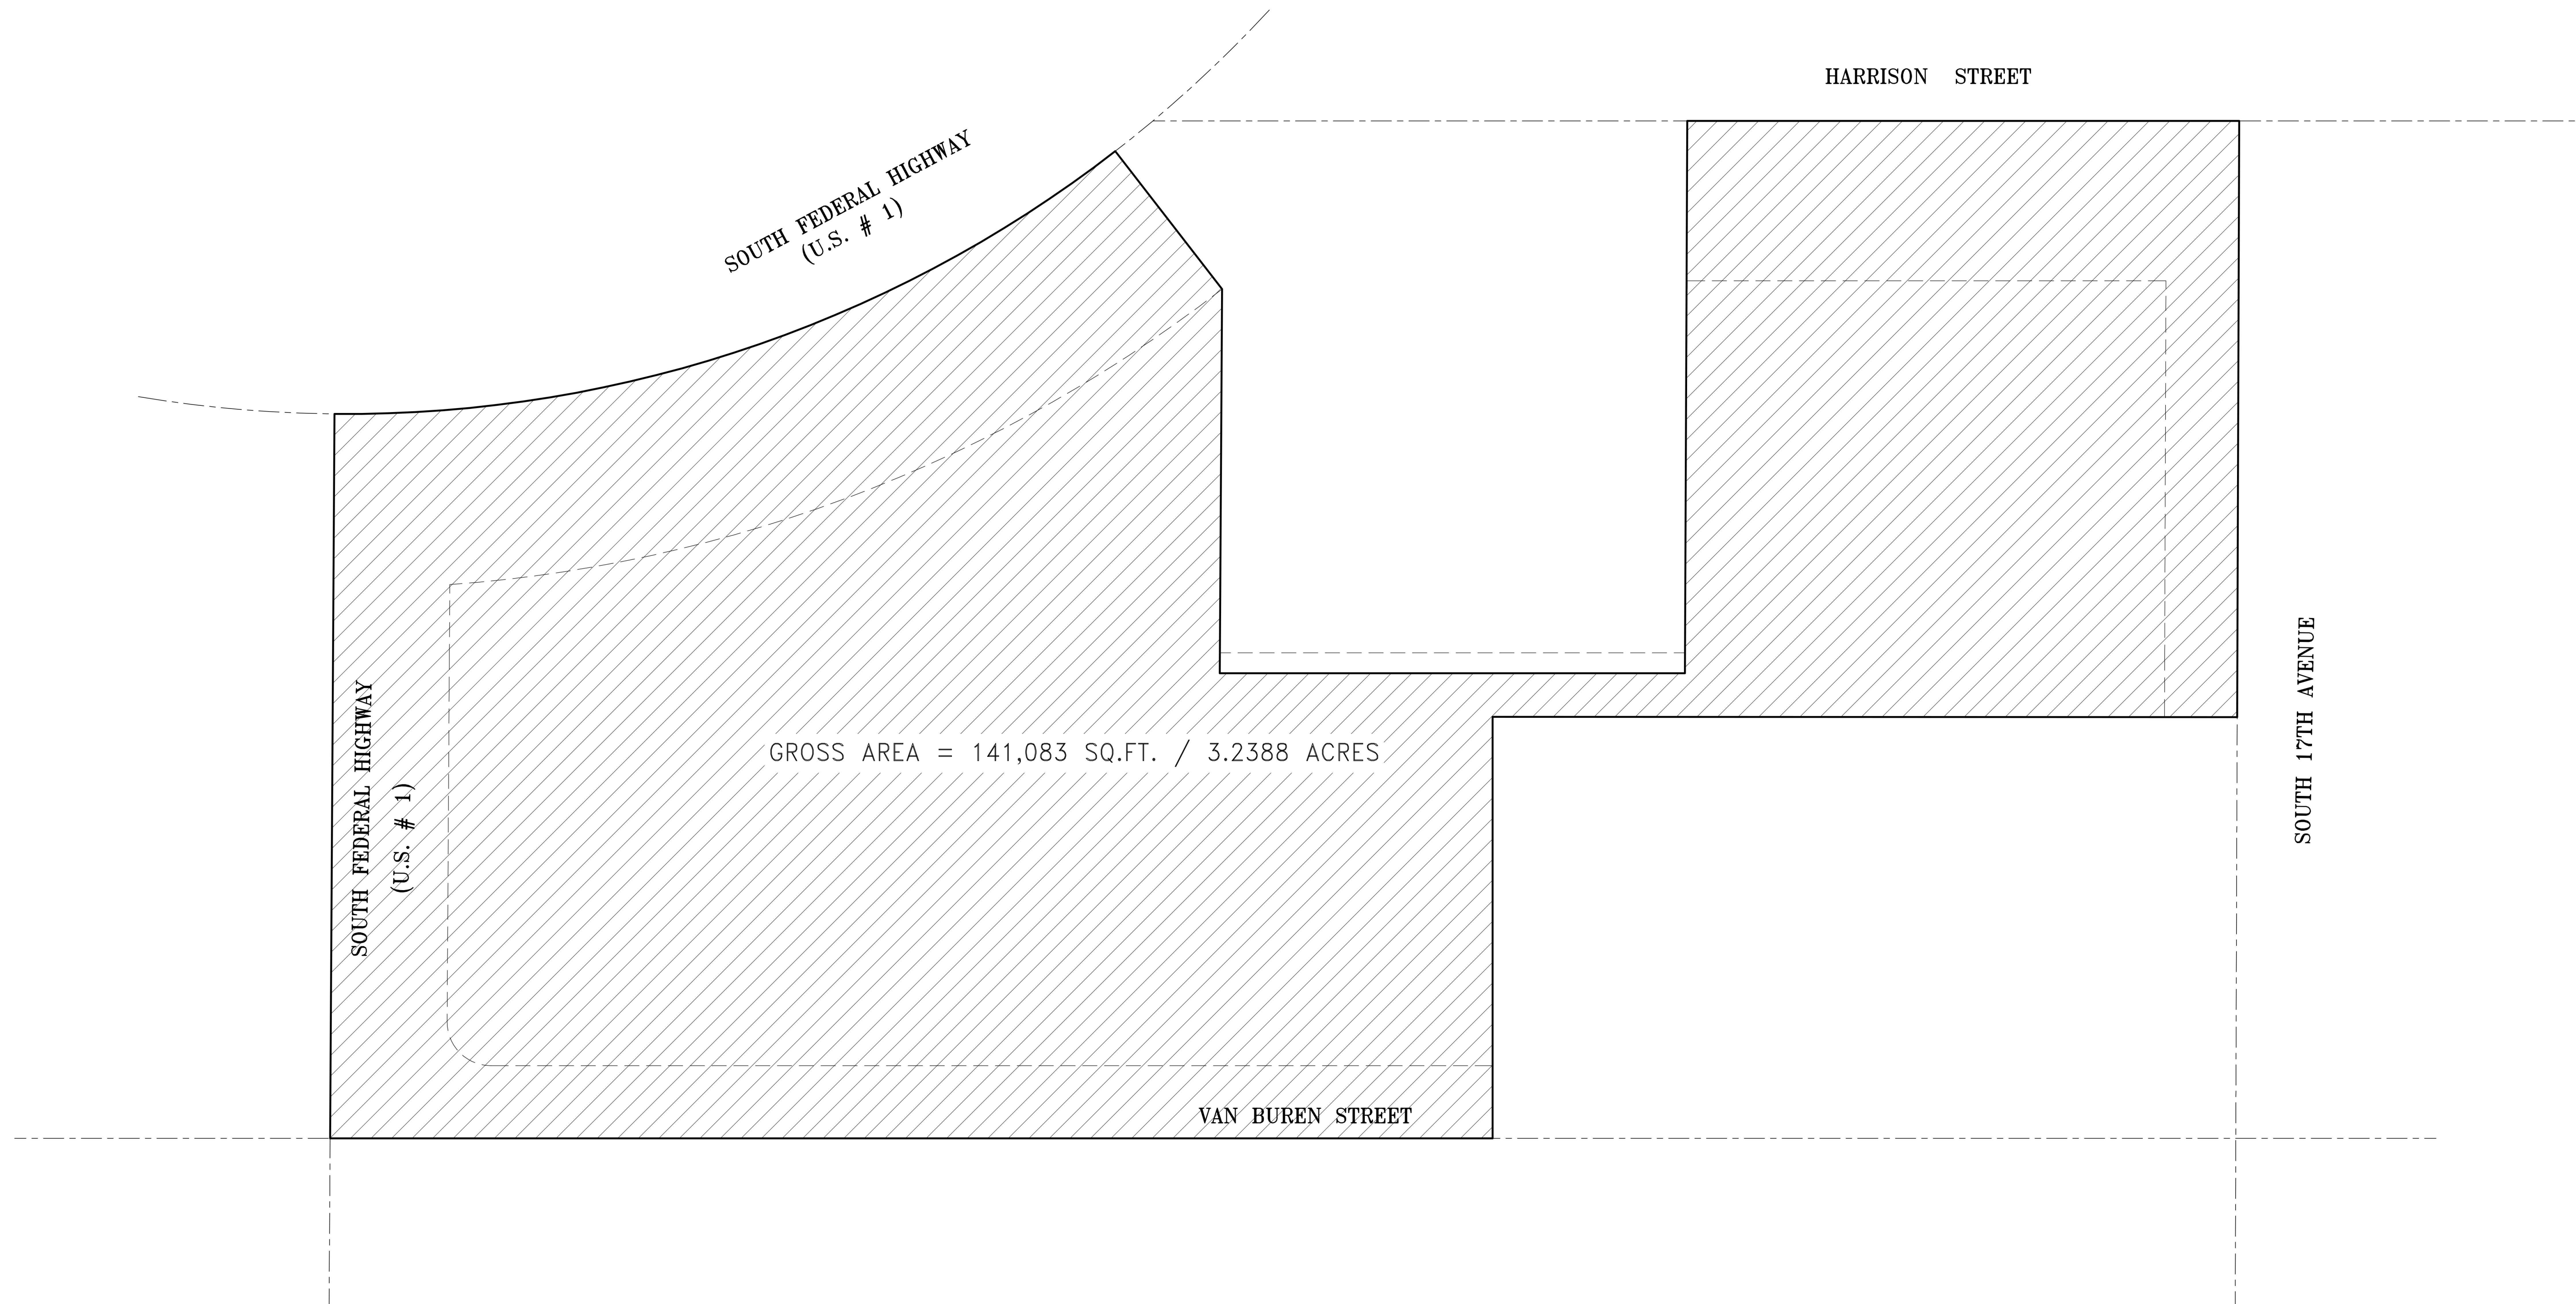 HARRISON STREET
SOUTH FEDERAL HIGHWAY
(U.S. # 1)
SOUTH FEDERAL HIGHWAY
(U.S. # 1)
GROSS AREA = 141,083 SQ.FT. / 3.2388 ACRES
SOUTH 17TH AVENUE
VAN BUREN STREET